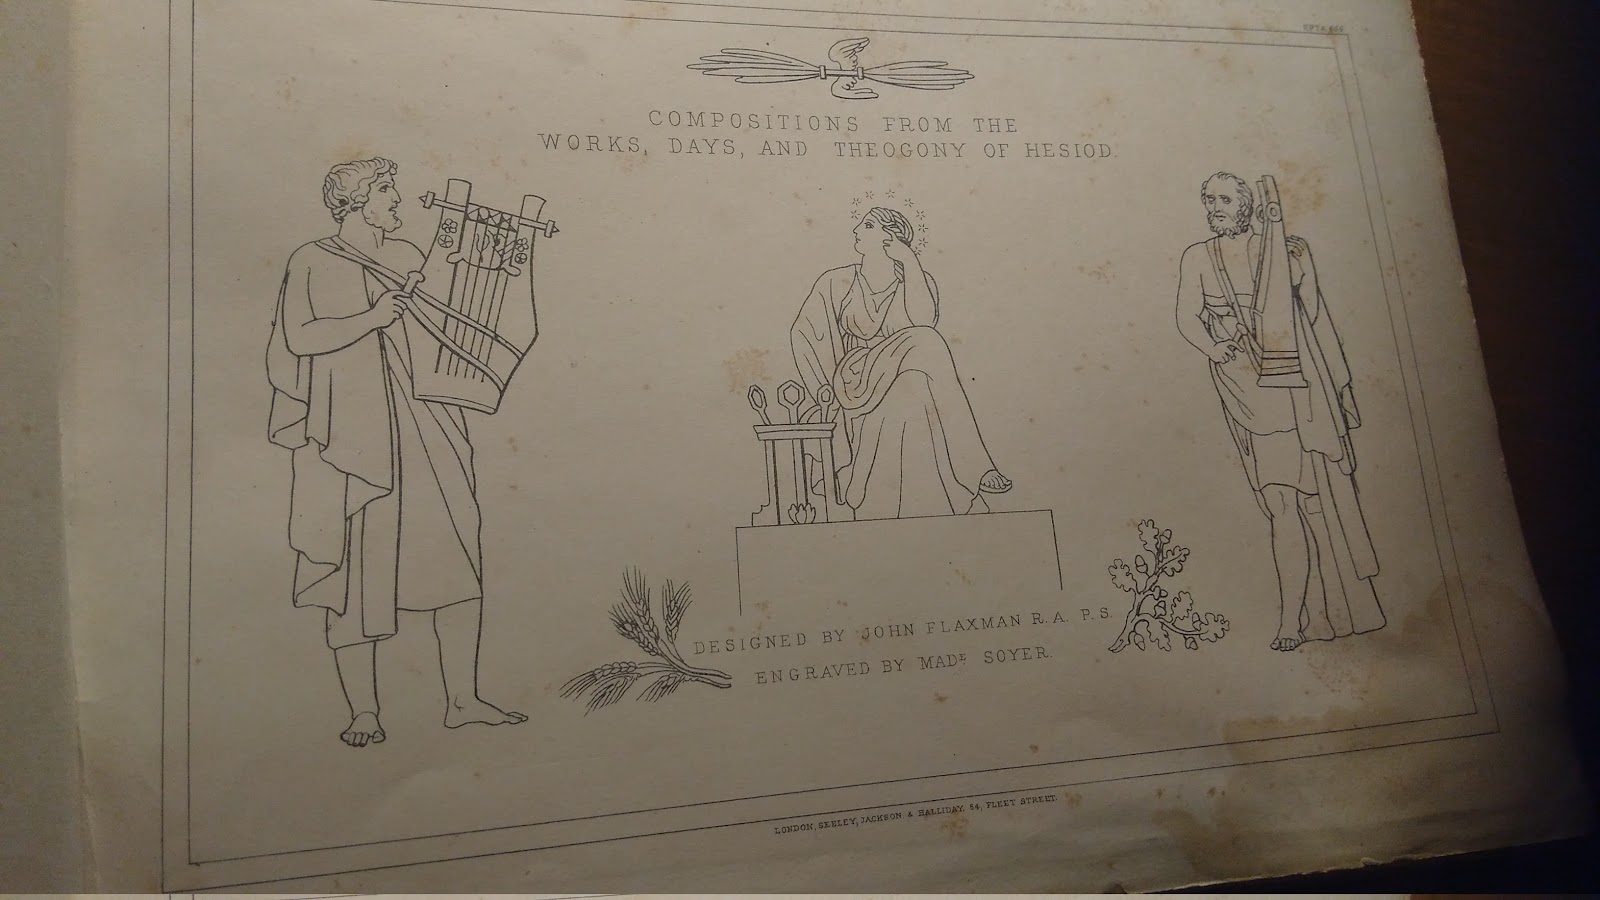 COMPOSITIONS FROM THE
WORKS, DAYS, AND THEOGONY OF HESIOD.
DESIGNED BY JOHN FLAXMAN R.A. P.S.
ENGRAVED BY MADE SOYER.
LONDON, SEELEY, JACKSON & HALLIDAY, 54, FLEET STREET.